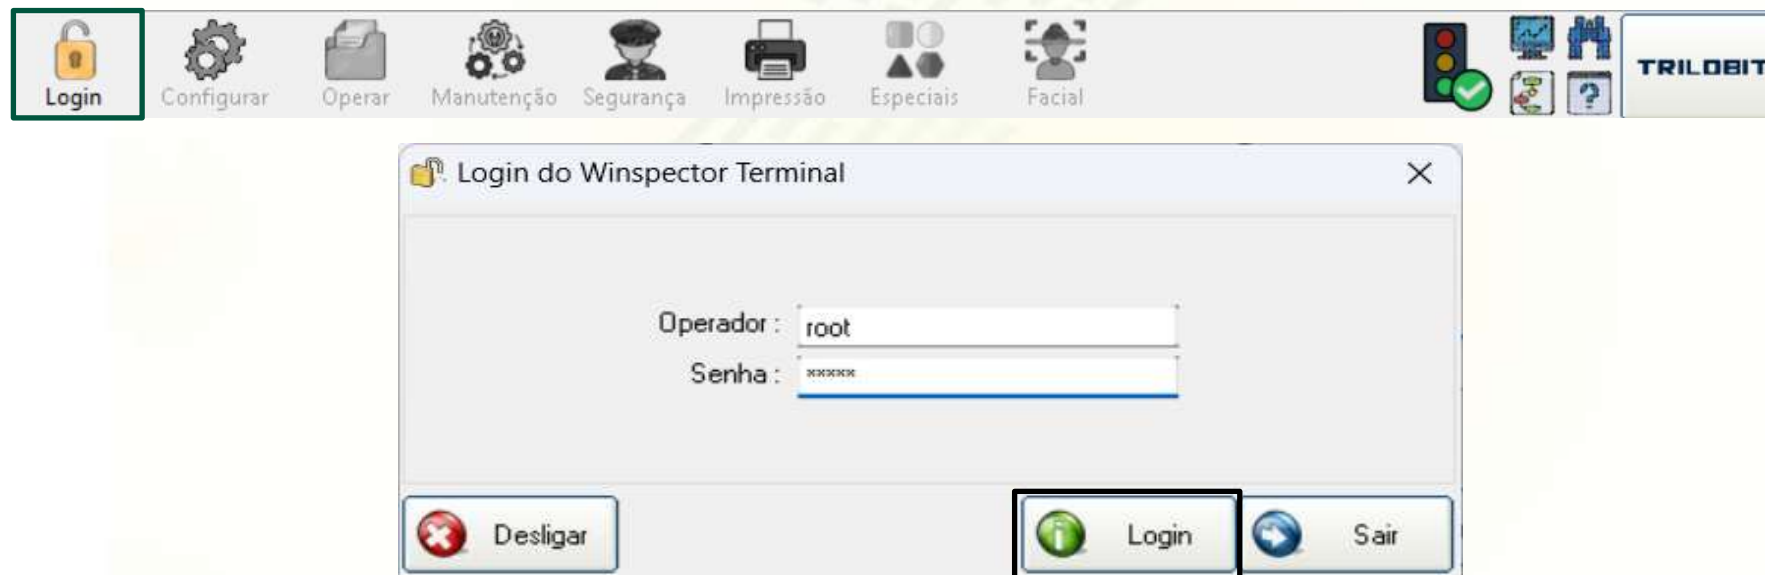 Login Configurar Operar Manutenção Segurança Impressão Especiais Facial TRILOBIT
Login do Winspector Terminal
Operador : root
Senha : *****
Desligar Login Sair